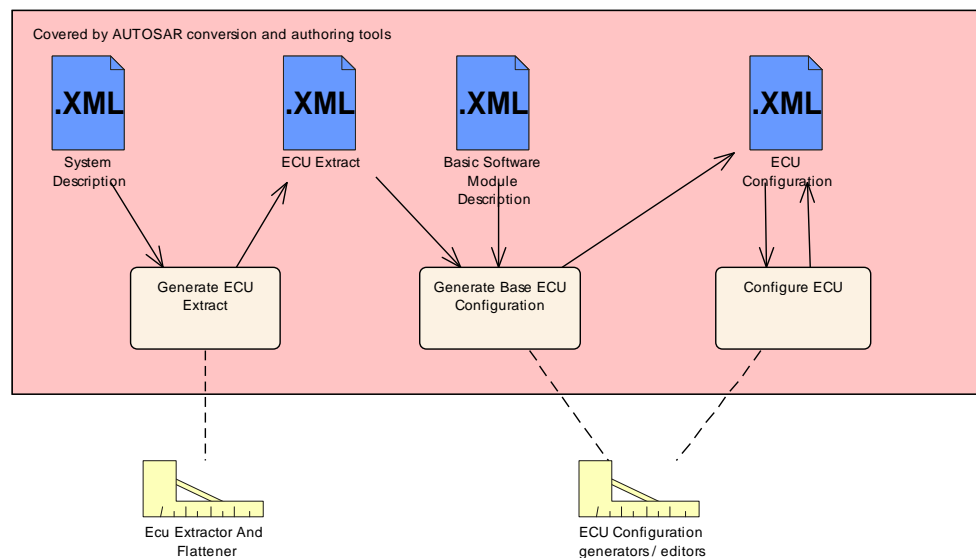 Covered by AUTOSAR conversion and authoring tools
.XML
.XML
.XML
.XML
System
Description
ECU Extract
Basic Software
Module
Description
ECU
Configuration
Generate ECU
Extract
Generate Base ECU
Configuration
Configure ECU
Ecu Extractor And
Flattener
ECU Configuration
generators / editors